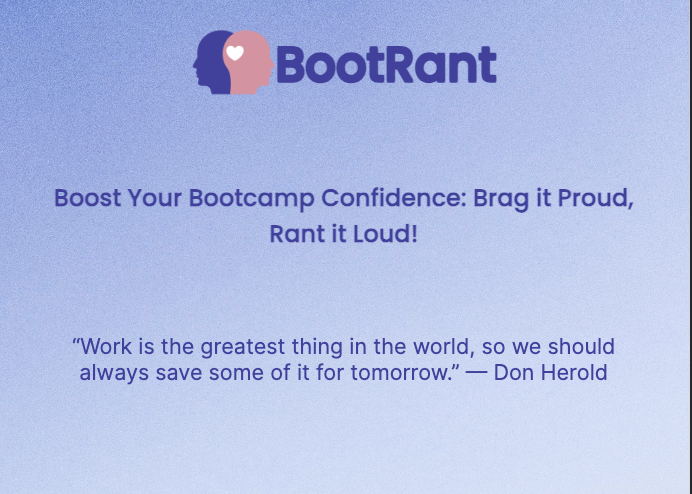 BootRant
Boost Your Bootcamp Confidence: Brag it Proud,
Rant it Loud!
“Work is the greatest thing in the world, so we should
always save some of it for tomorrow.” — Don Herold